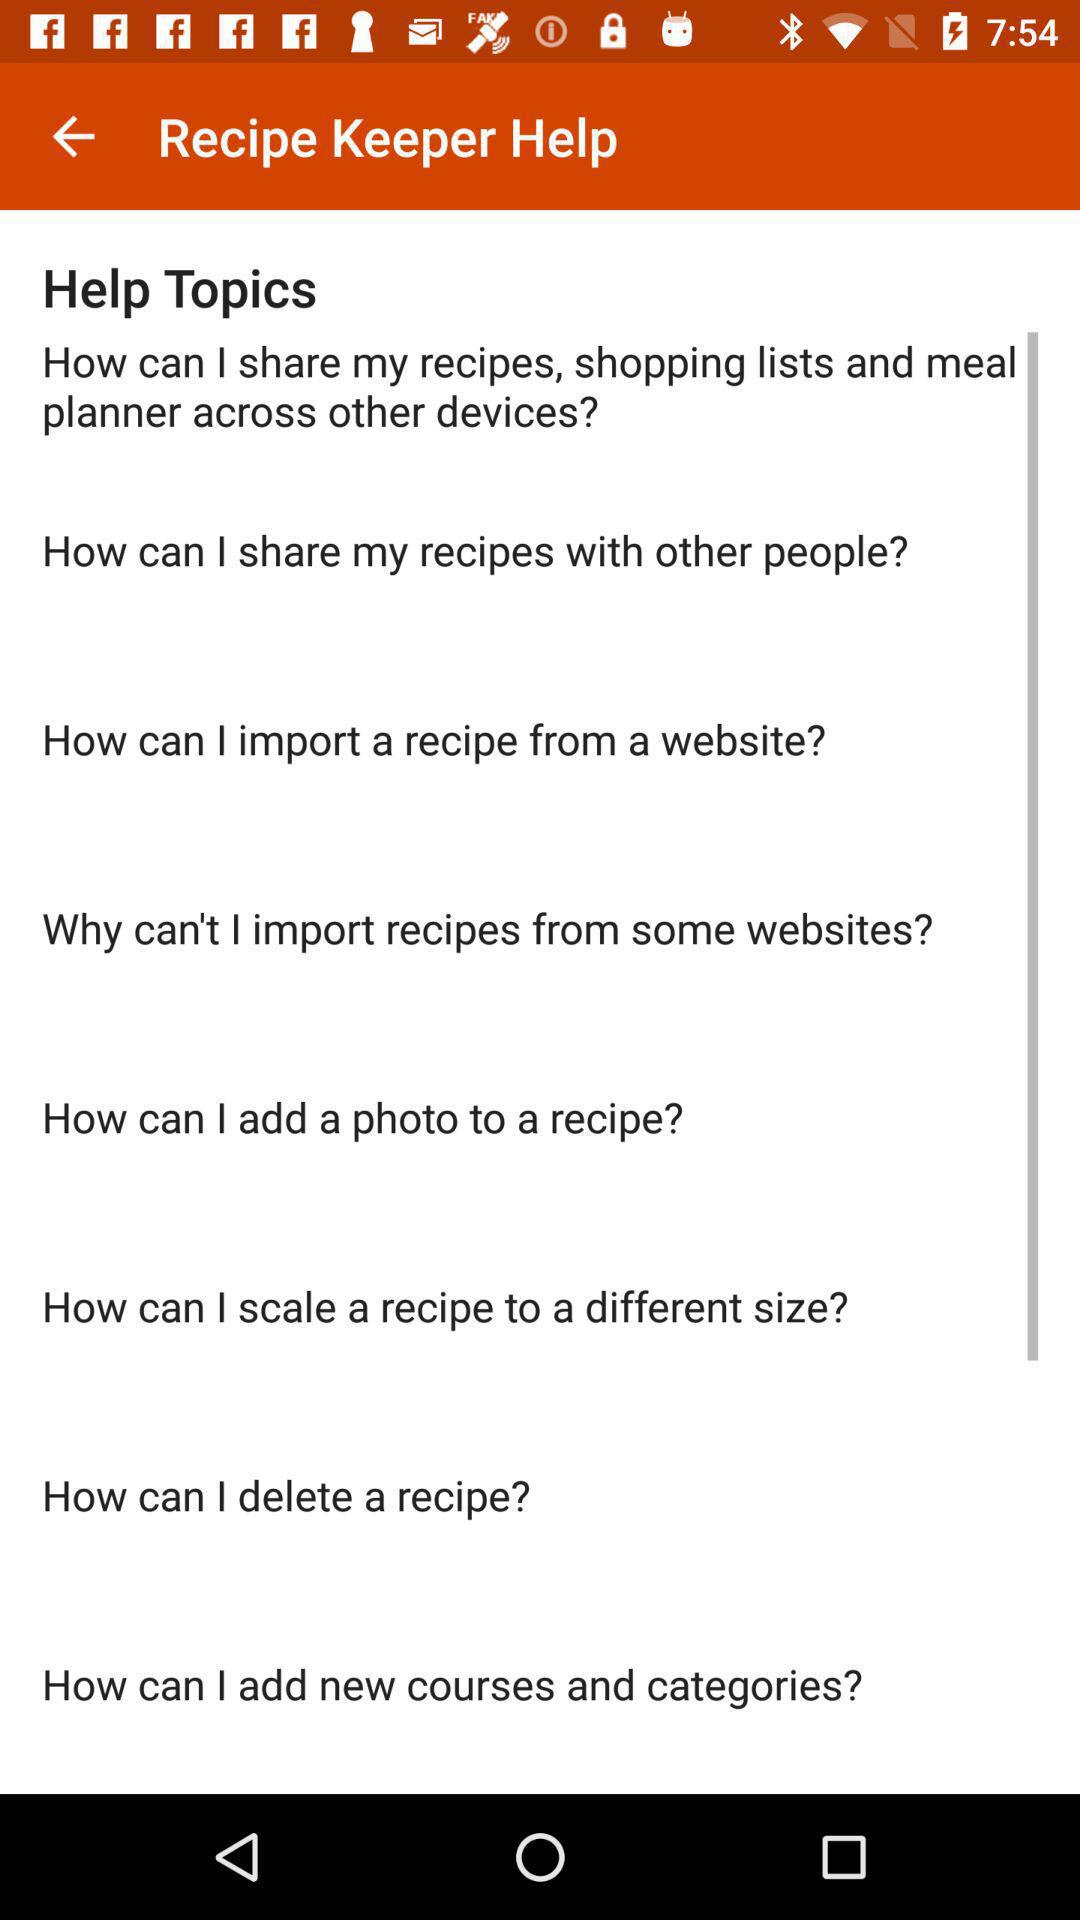 FAKE
7:54
Recipe Keeper Help
Help Topics
How can I share my recipes, shopping lists and meal
planner across other devices?
How can I share my recipes with other people?
How can I import a recipe from a website?
Why can't I import recipes from some websites?
How can I add a photo to a recipe?
How can I scale a recipe to a different size?
How can I delete a recipe?
How can I add new courses and categories?